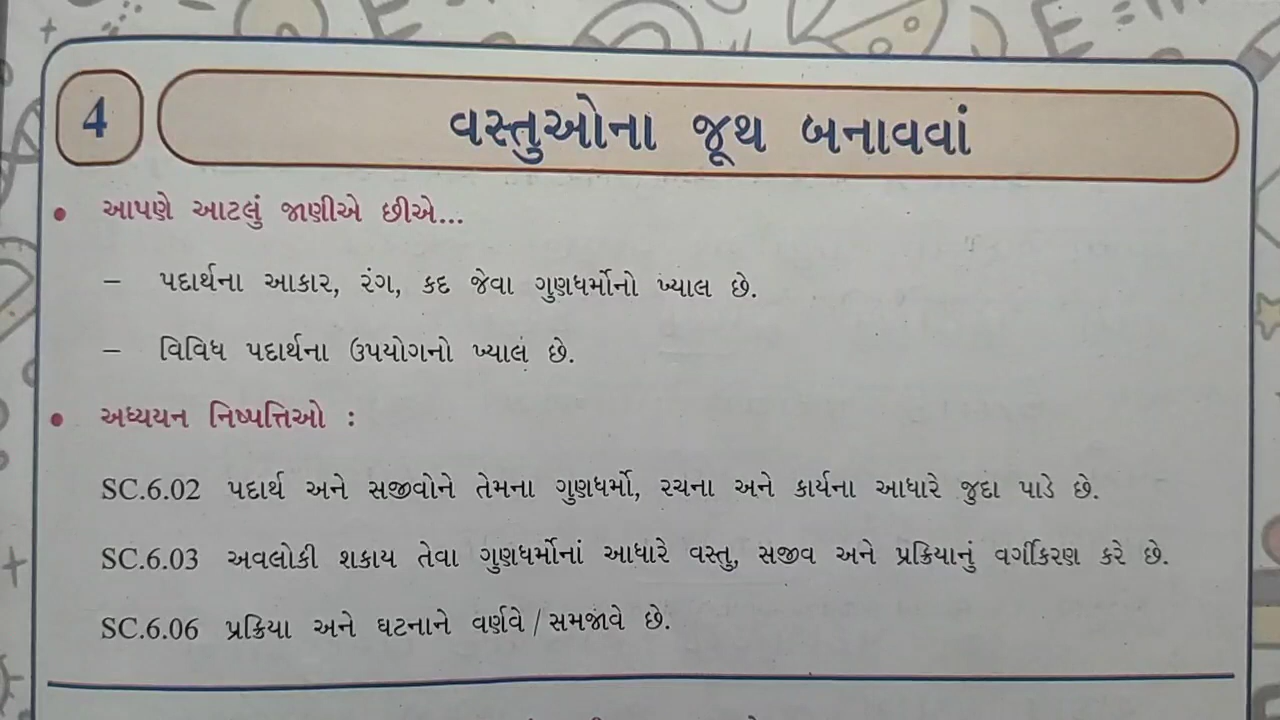 4
વસ્તુઓના જૂથ બનાવવાં
• આપણે આટલું જાણીએ છીએ...
– પદાર્થના આકાર, રંગ, કદ જેવા ગુણધર્મોનો ખ્યાલ છે.
– વિવિધ પદાર્થના ઉપયોગનો ખ્યાલ છે.
• અધ્યયન નિષ્પત્તિઓ :
SC.6.02 પદાર્થ અને સજીવોને તેમના ગુણધર્મો, રચના અને કાર્યના આધારે જુદા પાડે છે.
SC.6.03 અવલોકી શકાય તેવા ગુણધર્મોનાં આધારે વસ્તુ, સજીવ અને પ્રક્રિયાનું વર્ગીકરણ કરે છે.
SC.6.06 પ્રક્રિયા અને ઘટનાને વર્ણવે / સમજાવે છે.